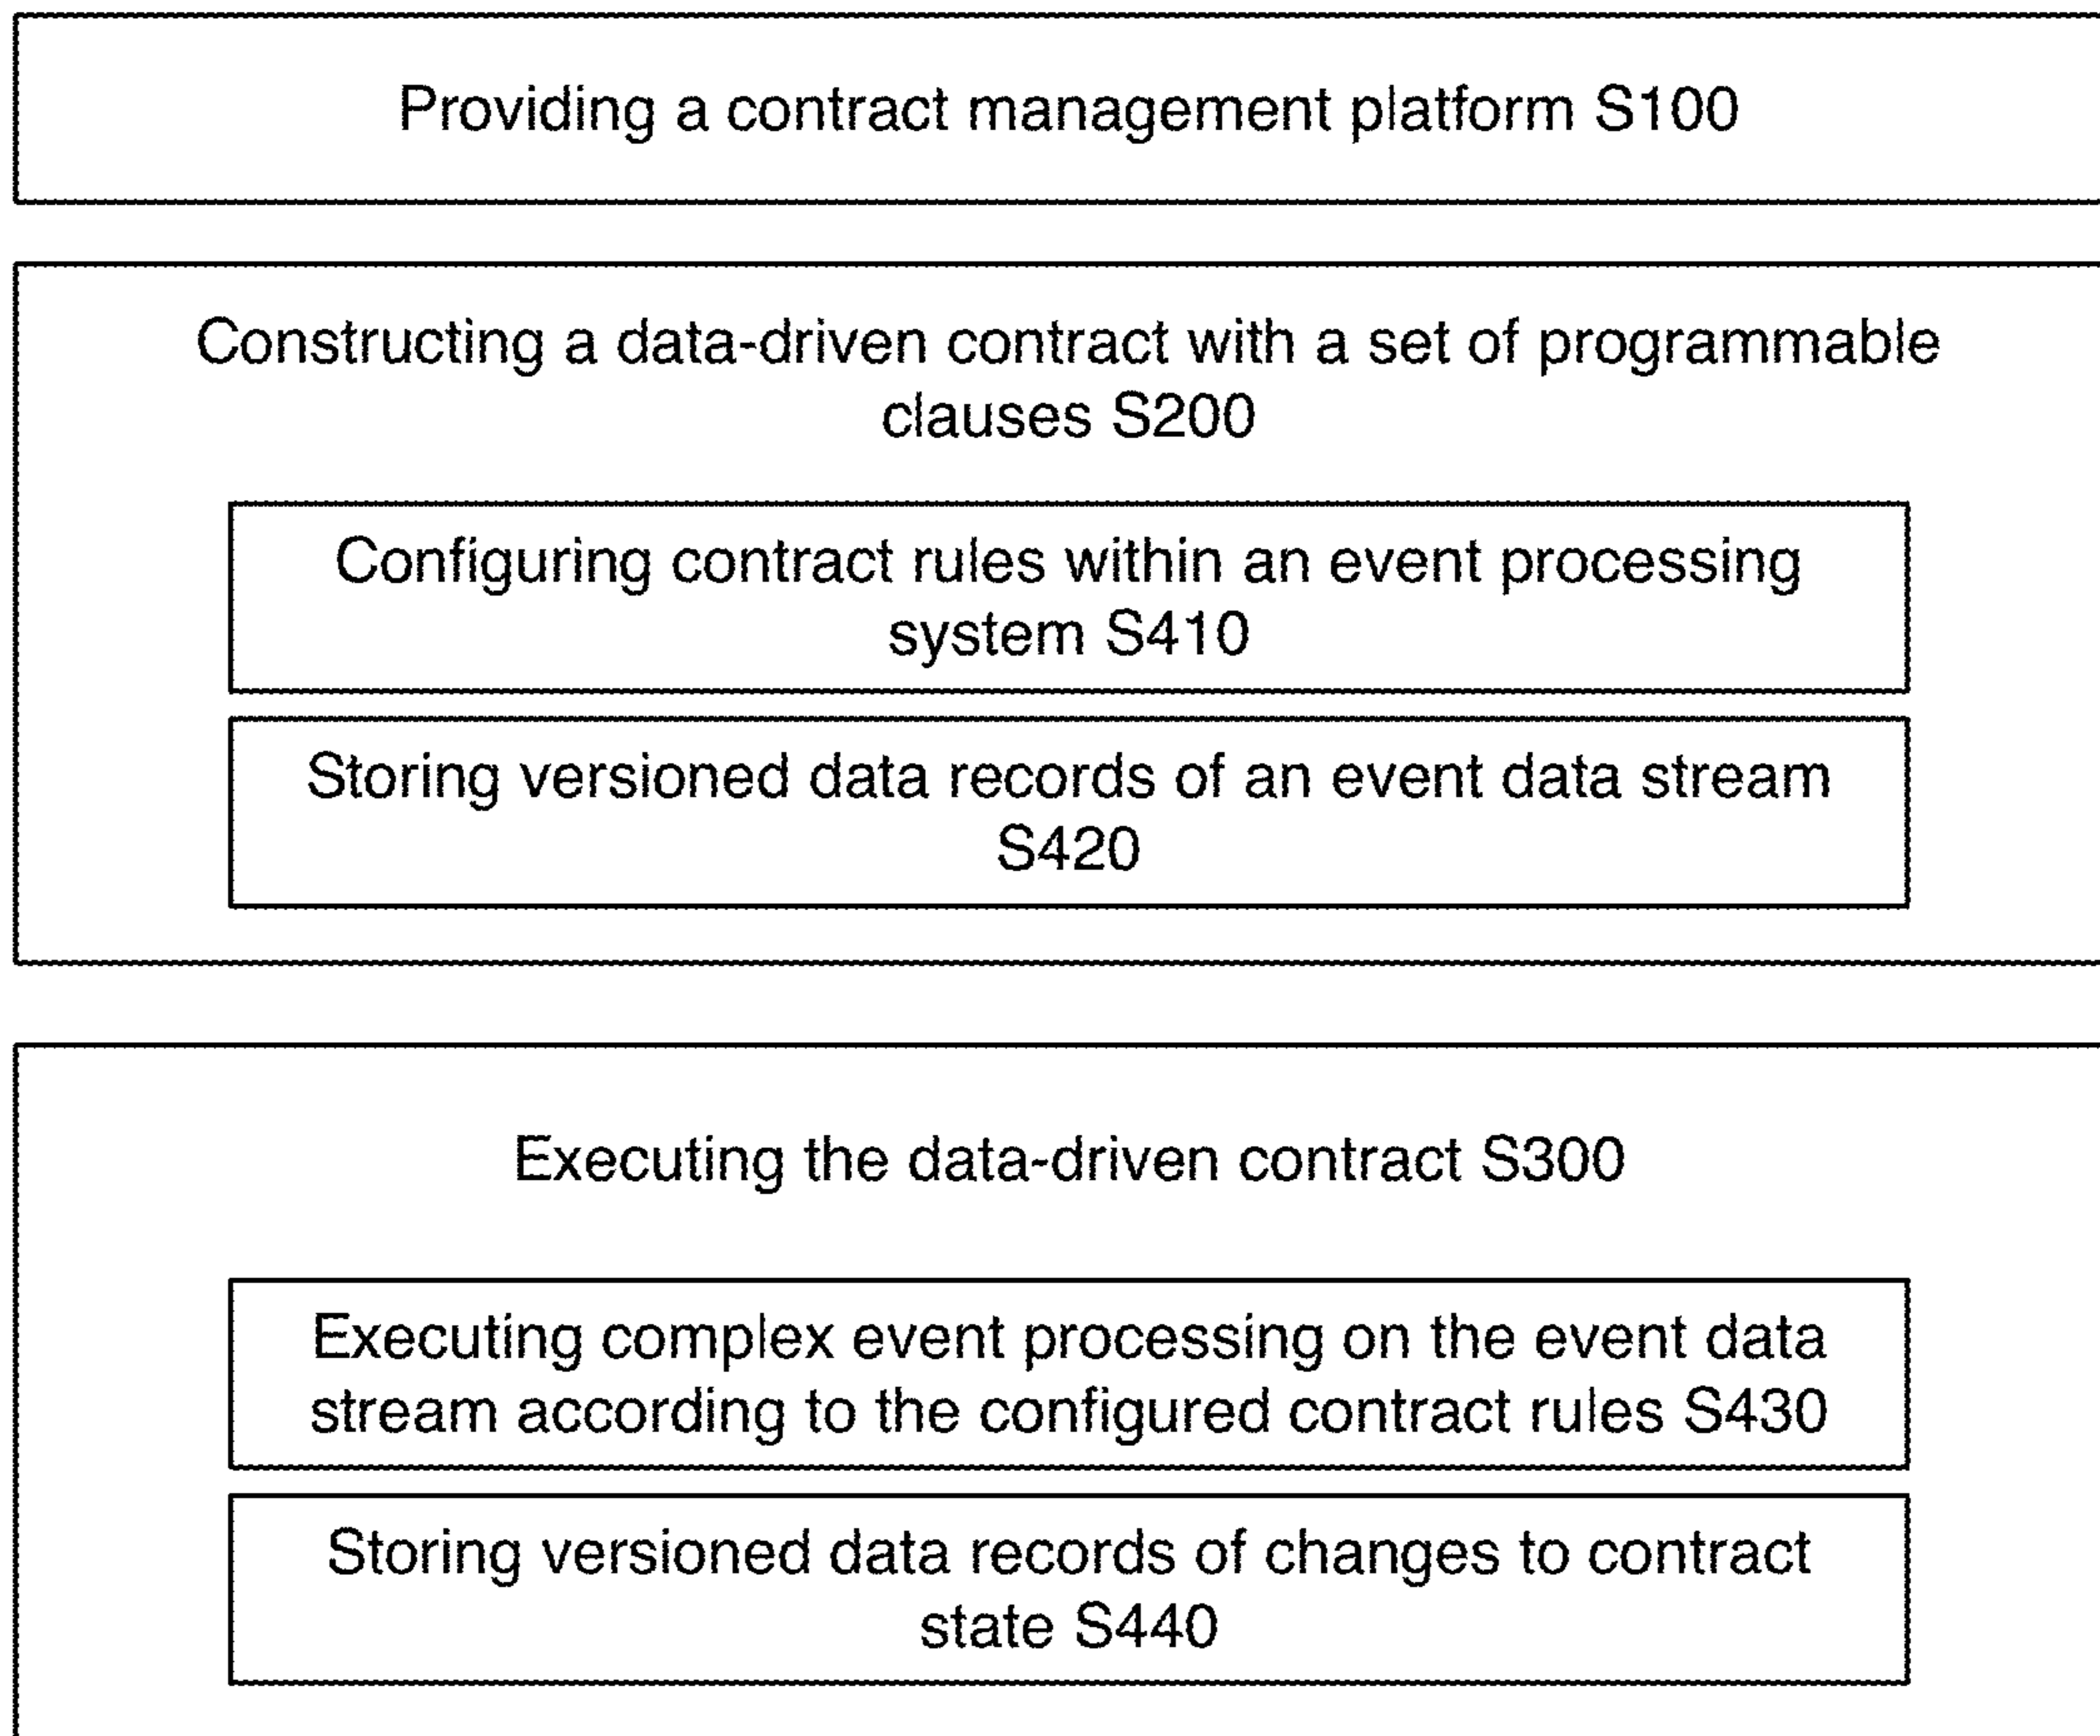 Providing a contract management platform S100
Constructing a data-driven contract with a set of programmable
clauses S200
Configuring contract rules within an event processing
system S410
Storing versioned data records of an event data stream
S420
Executing the data-driven contract S300
Executing complex event processing on the event data
stream according to the configured contract rules S430
Storing versioned data records of changes to contract
state S440